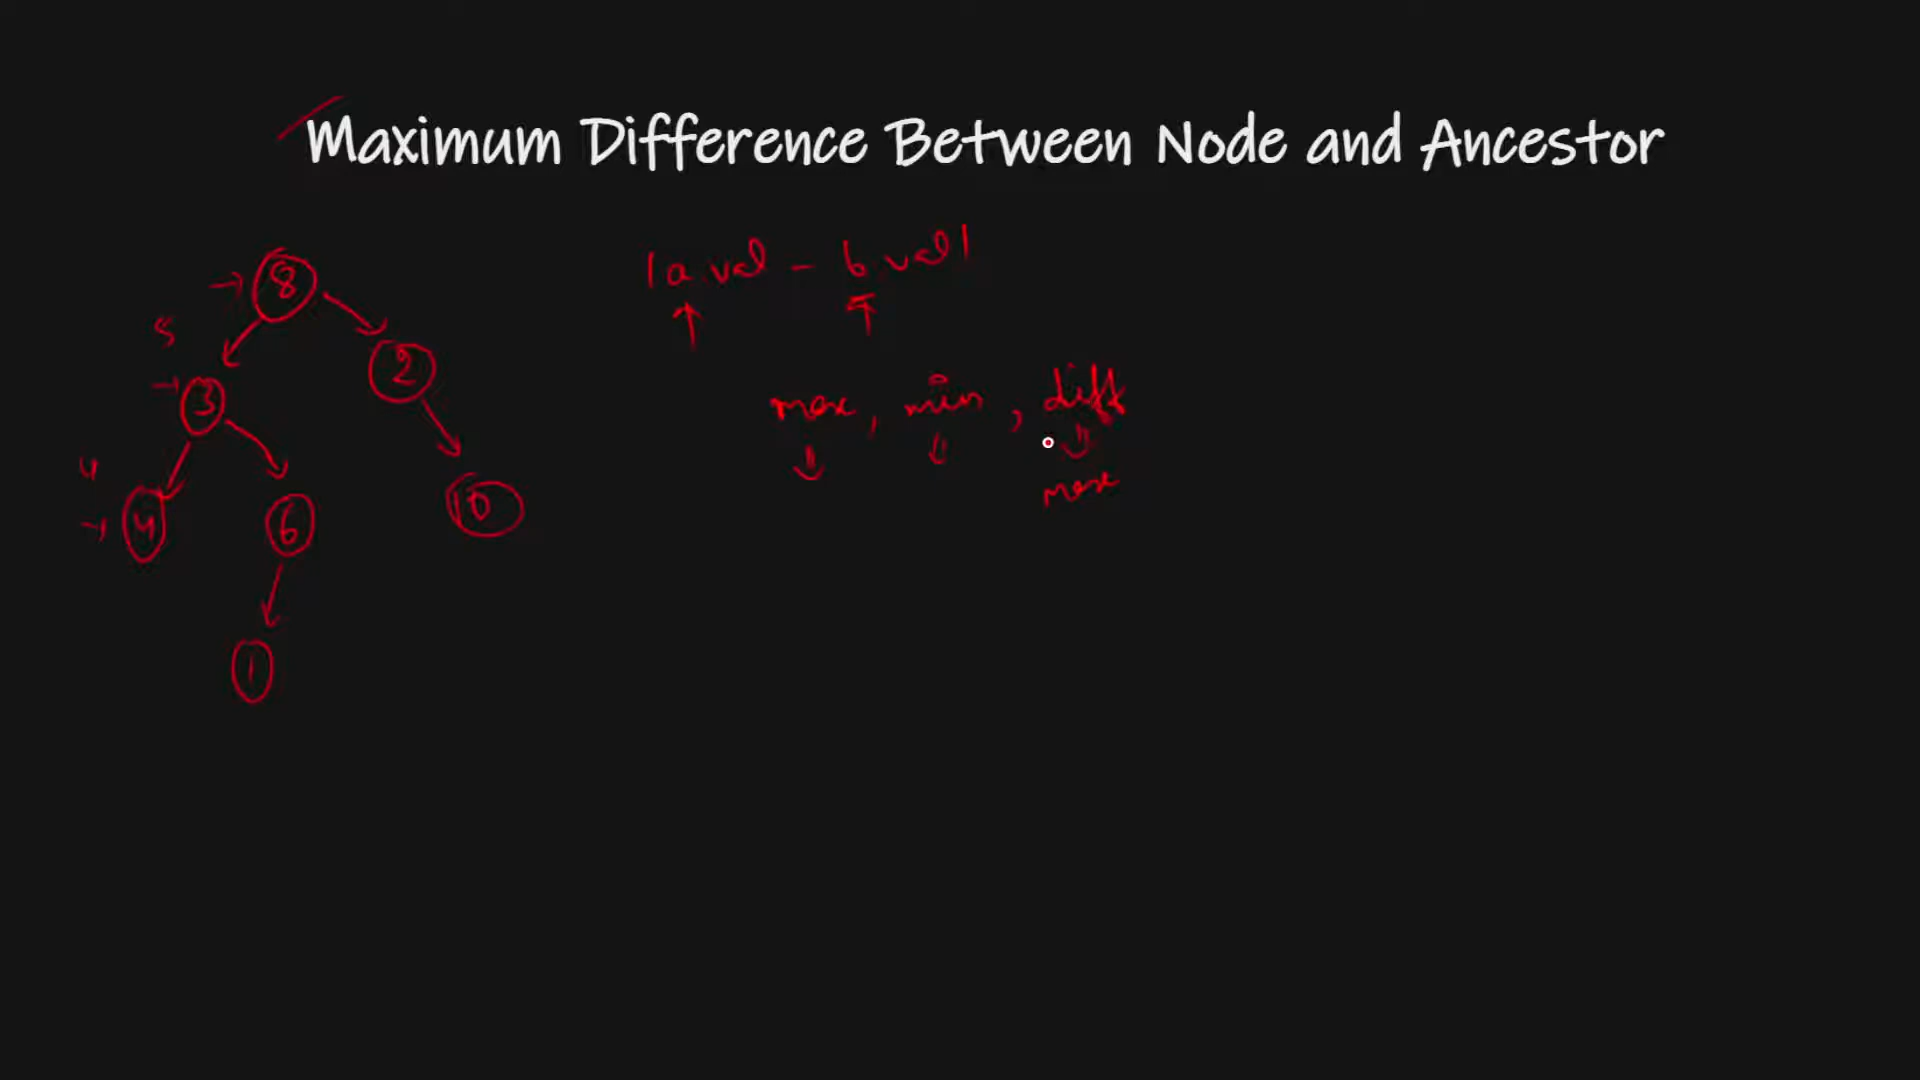 Maximum Difference Between Node and Ancestor
|a val - b val|
8
5
2
3
max, min, diff
4
max
4
6
10
1